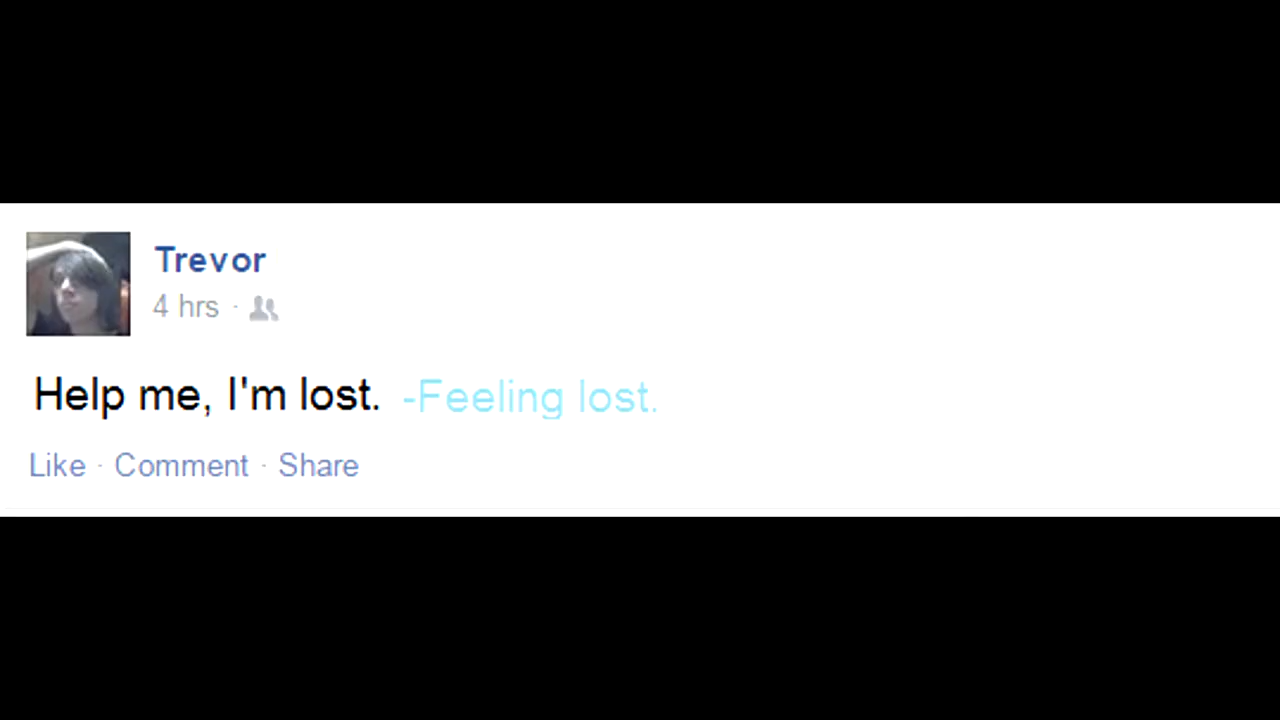 Trevor
4 hrs ·
Help me, I'm lost. -Feeling lost.
Like · Comment · Share